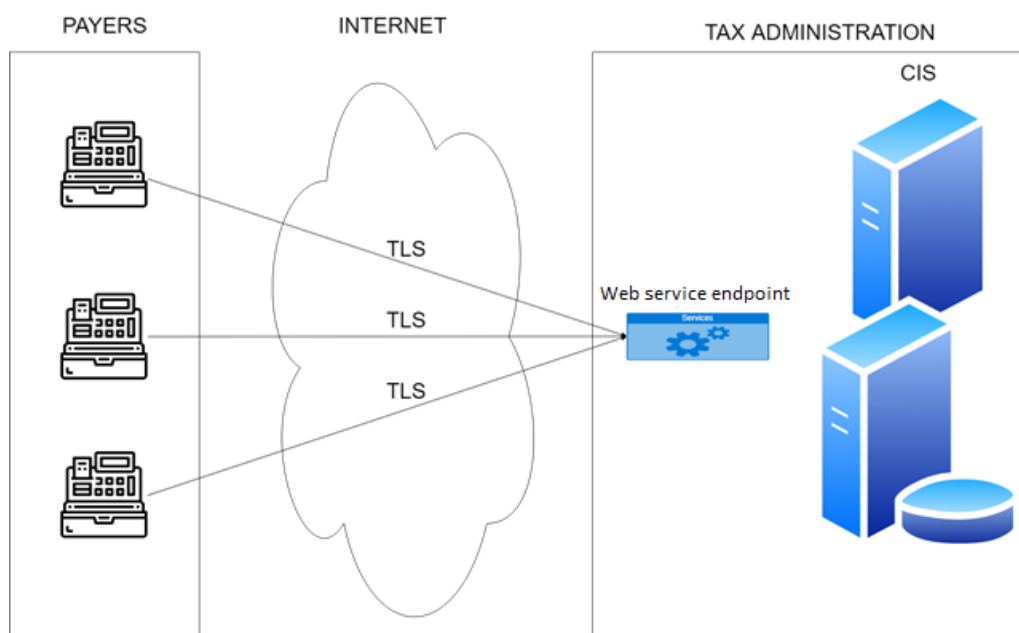 PAYERS
INTERNET
TAX ADMINISTRATION
CIS
TLS
Web service endpoint
Services
TLS
TLS